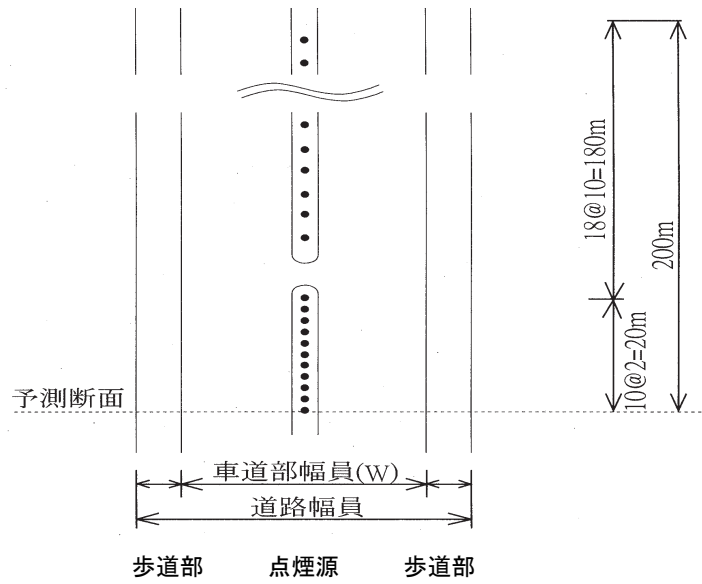 18@10=180m
200m
10@2=20m
予測断面
車道部幅員(W)
道路幅員
歩道部 点煙源 歩道部